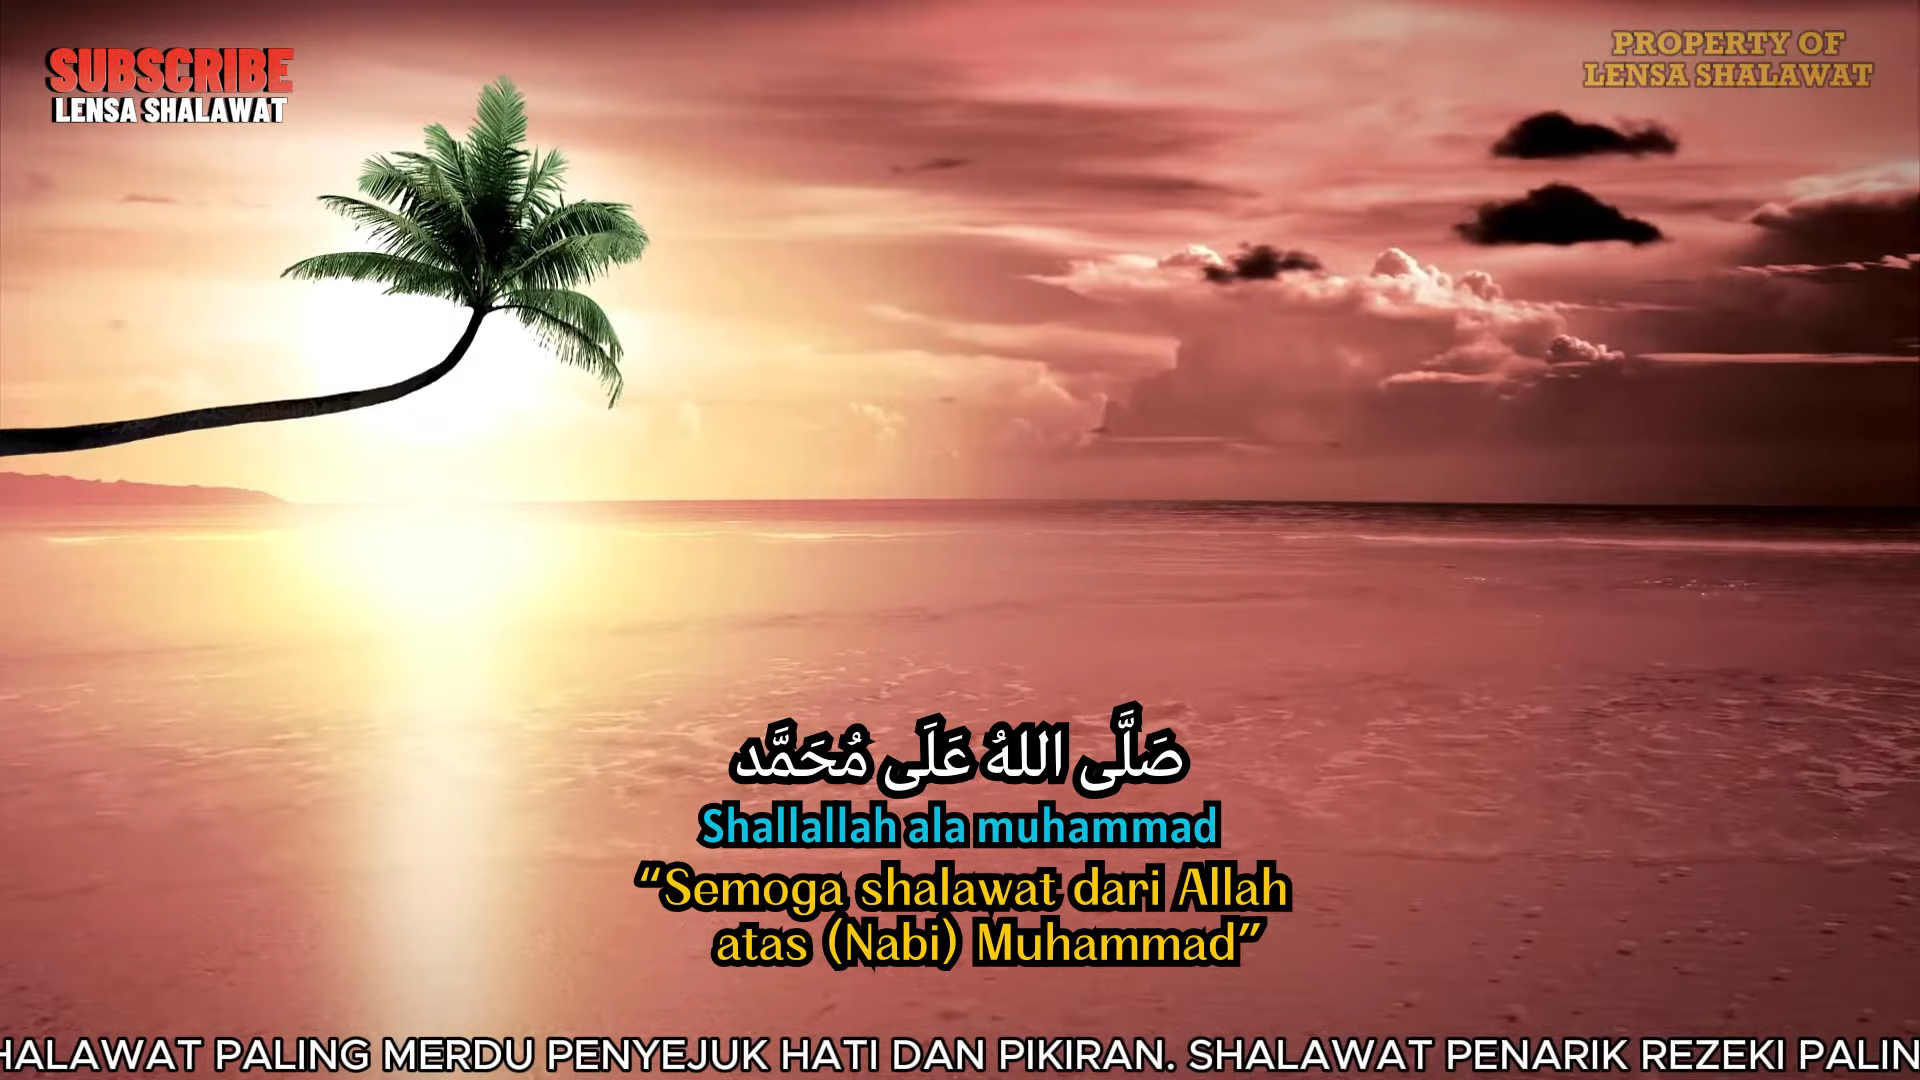 SUBSCRIBE
LENSA SHALAWAT
PROPERTY OF
LENSA SHALAWAT
صَلَّى اللهُ عَلَى مُحَمَّد
Shallallah ala muhammad
“Semoga shalawat dari Allah
atas (Nabi) Muhammad”
HALAWAT PALING MERDU PENYEJUK HATI DAN PIKIRAN. SHALAWAT PENARIK REZEKI PALIN